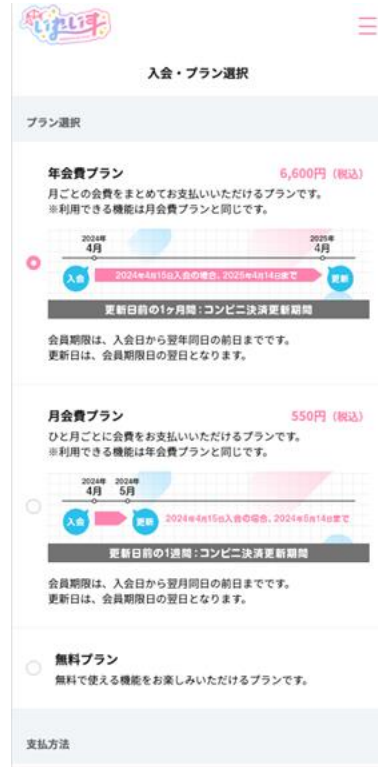 いれいす
入会・プラン選択
プラン選択
年会費プラン 6,600円（税込）
月ごとの会費をまとめてお支払いいただけるプランです。
※利用できる機能は月会費プランと同じです。
2024年 2025年
4月 4月
入会 2024年4月15日入会の場合、2025年4月14日まで 更新
更新日前の1ヶ月間：コンビニ決済更新期間
会員期限は、入会日から翌年同日の前日までです。
更新日は、会員期限日の翌日となります。
月会費プラン 550円（税込）
ひと月ごとに会費をお支払いいただけるプランです。
※利用できる機能は年会費プランと同じです。
2024年 2024年
4月 5月
入会 更新 2024年4月15日入会の場合、2024年5月14日まで
更新日前の1週間：コンビニ決済更新期間
会員期限は、入会日から翌月同日の前日までです。
更新日は、会員期限日の翌日となります。
無料プラン
無料で使える機能をお楽しみいただけるプランです。
支払方法